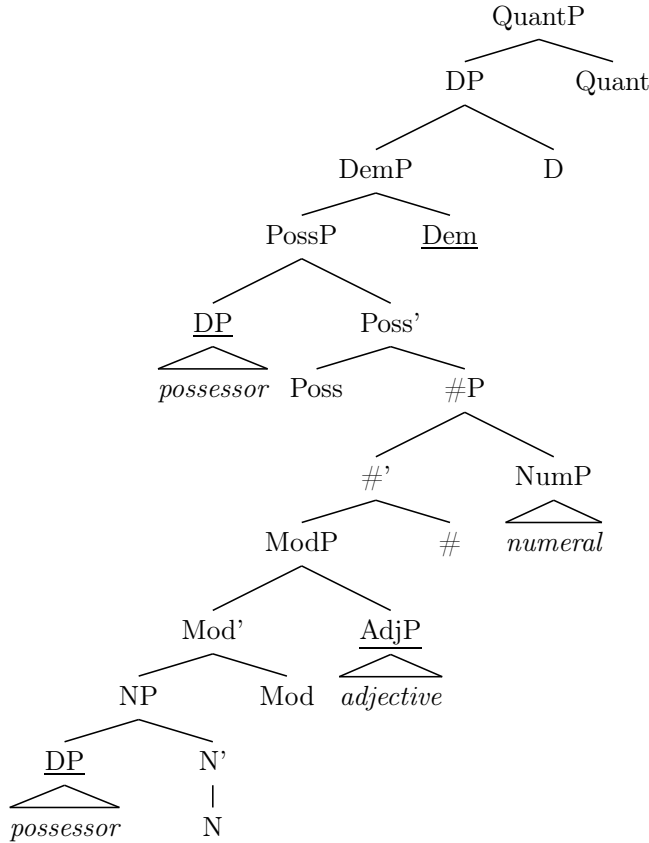 QuantP
DP Quant
DemP D
PossP Dem
DP Poss'
possessor Poss #P
#' NumP
ModP # numeral
Mod' AdjP
NP Mod adjective
DP N'
possessor N